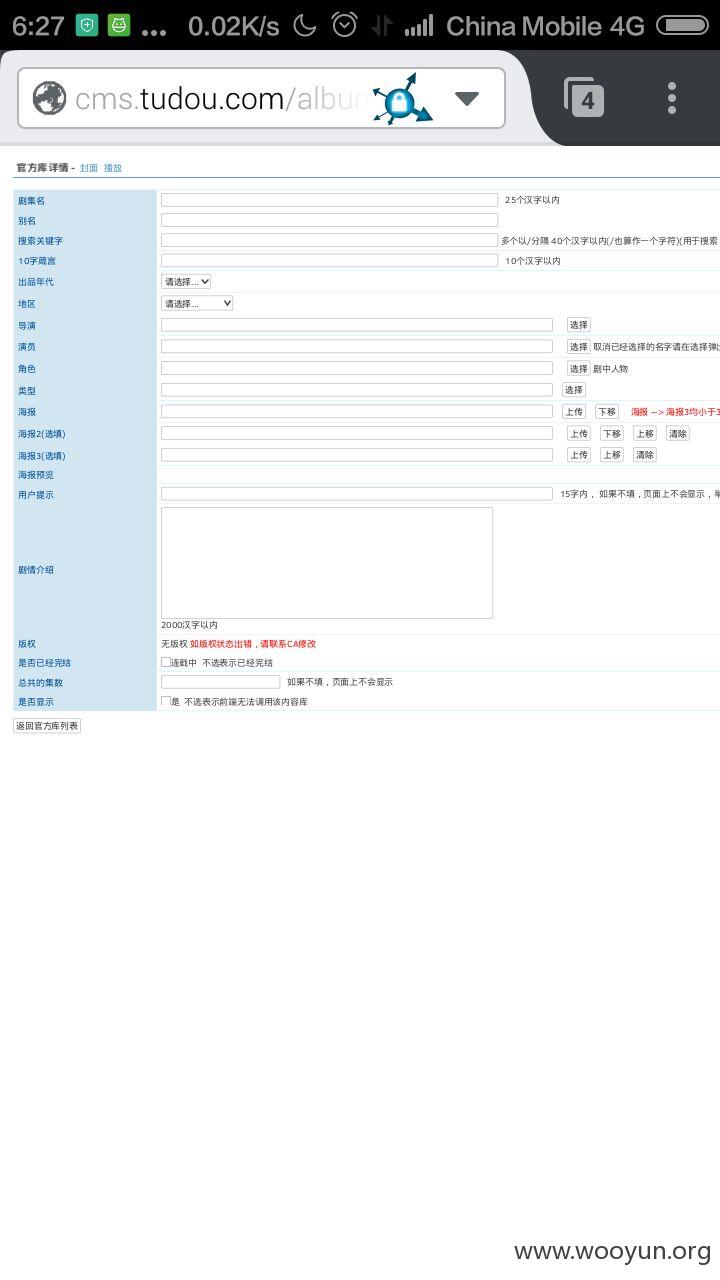 6:27 ... 0.02K/s China Mobile 4G
cms.tudou.com/albu
4
官方库详情 - 封面 播放
剧集名 25个汉字以内
别名
搜索关键字 多个以/分隔 40个汉字以内(/也算作一个字符)(用于搜索
10字箴言 10个汉字以内
出品年代 请选择...
地区 请选择...
导演 选择
演员 选择 取消已经选择的名字请在选择弹
角色 选择 剧中人物
类型 选择
海报 上传 下移 海报 --> 海报3均小于3
海报2(选填) 上传 下移 上移 清除
海报3(选填) 上传 上移 清除
海报预览
用户提示 15字内，如果不填，页面上不会显示，举
剧情介绍
2000汉字以内
版权 无版权 如版权状态出错，请联系CA修改
是否已经完结 连载中 不选表示已经完结
总共的集数 如果不填，页面上不会显示
是否显示 是 不选表示前端无法调用该内容库
返回官方库列表
www.wooyun.org